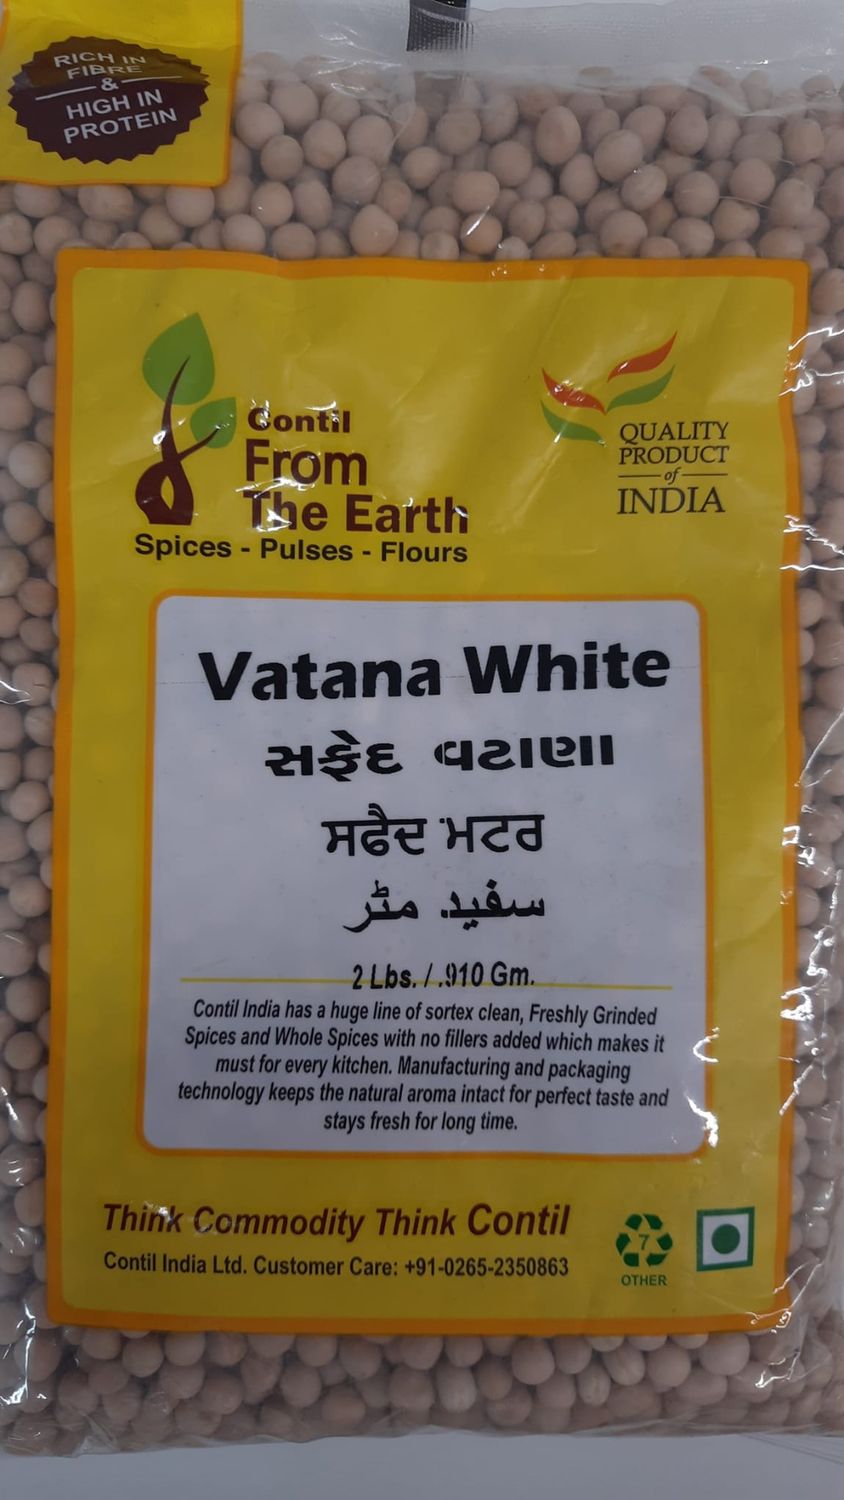 RICH IN
FIBRE
&
HIGH IN
PROTEIN
Contil
From
The Earth
Spices - Pulses - Flours
QUALITY
PRODUCT
of
INDIA
Vatana White
સફેદ વટાણા
ਸਫੈਦ ਮਟਰ
سفید مٹر
2 Lbs. / .910 Gm.
Contil India has a huge line of sortex clean, Freshly Grinded
Spices and Whole Spices with no fillers added which makes it
must for every kitchen. Manufacturing and packaging
technology keeps the natural aroma intact for perfect taste and
stays fresh for long time.
Think Commodity Think Contil
Contil India Ltd. Customer Care: +91-0265-2350863
7
OTHER